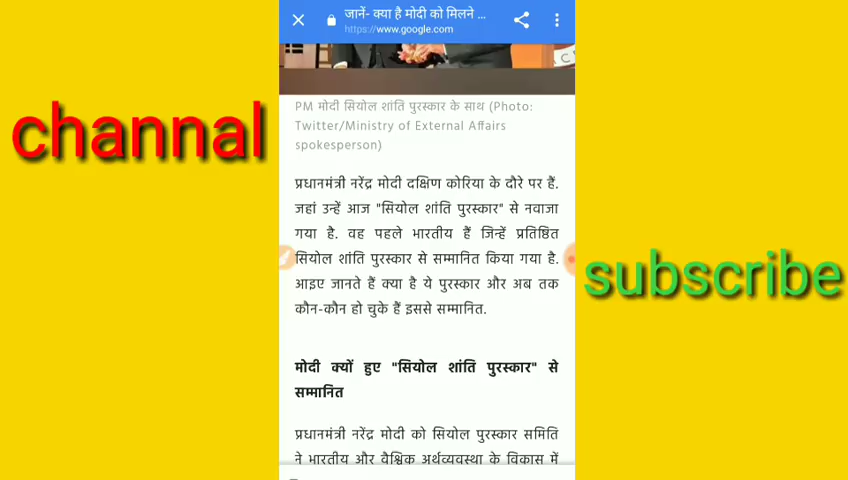 जानें- क्या है मोदी को मिलने ...
https://www.google.com
channal
PM मोदी सियोल शांति पुरस्कार के साथ (Photo:
Twitter/Ministry of External Affairs
spokesperson)
प्रधानमंत्री नरेंद्र मोदी दक्षिण कोरिया के दौरे पर हैं.
जहां उन्हें आज "सियोल शांति पुरस्कार" से नवाजा
गया है. वह पहले भारतीय हैं जिन्हें प्रतिष्ठित
सियोल शांति पुरस्कार से सम्मानित किया गया है.
आइए जानते हैं क्या है ये पुरस्कार और अब तक
कौन-कौन हो चुके हैं इससे सम्मानित.
subscribe
मोदी क्यों हुए "सियोल शांति पुरस्कार" से
सम्मानित
प्रधानमंत्री नरेंद्र मोदी को सियोल पुरस्कार समिति
ने भारतीय और वैश्विक अर्थव्यवस्था के विकास में